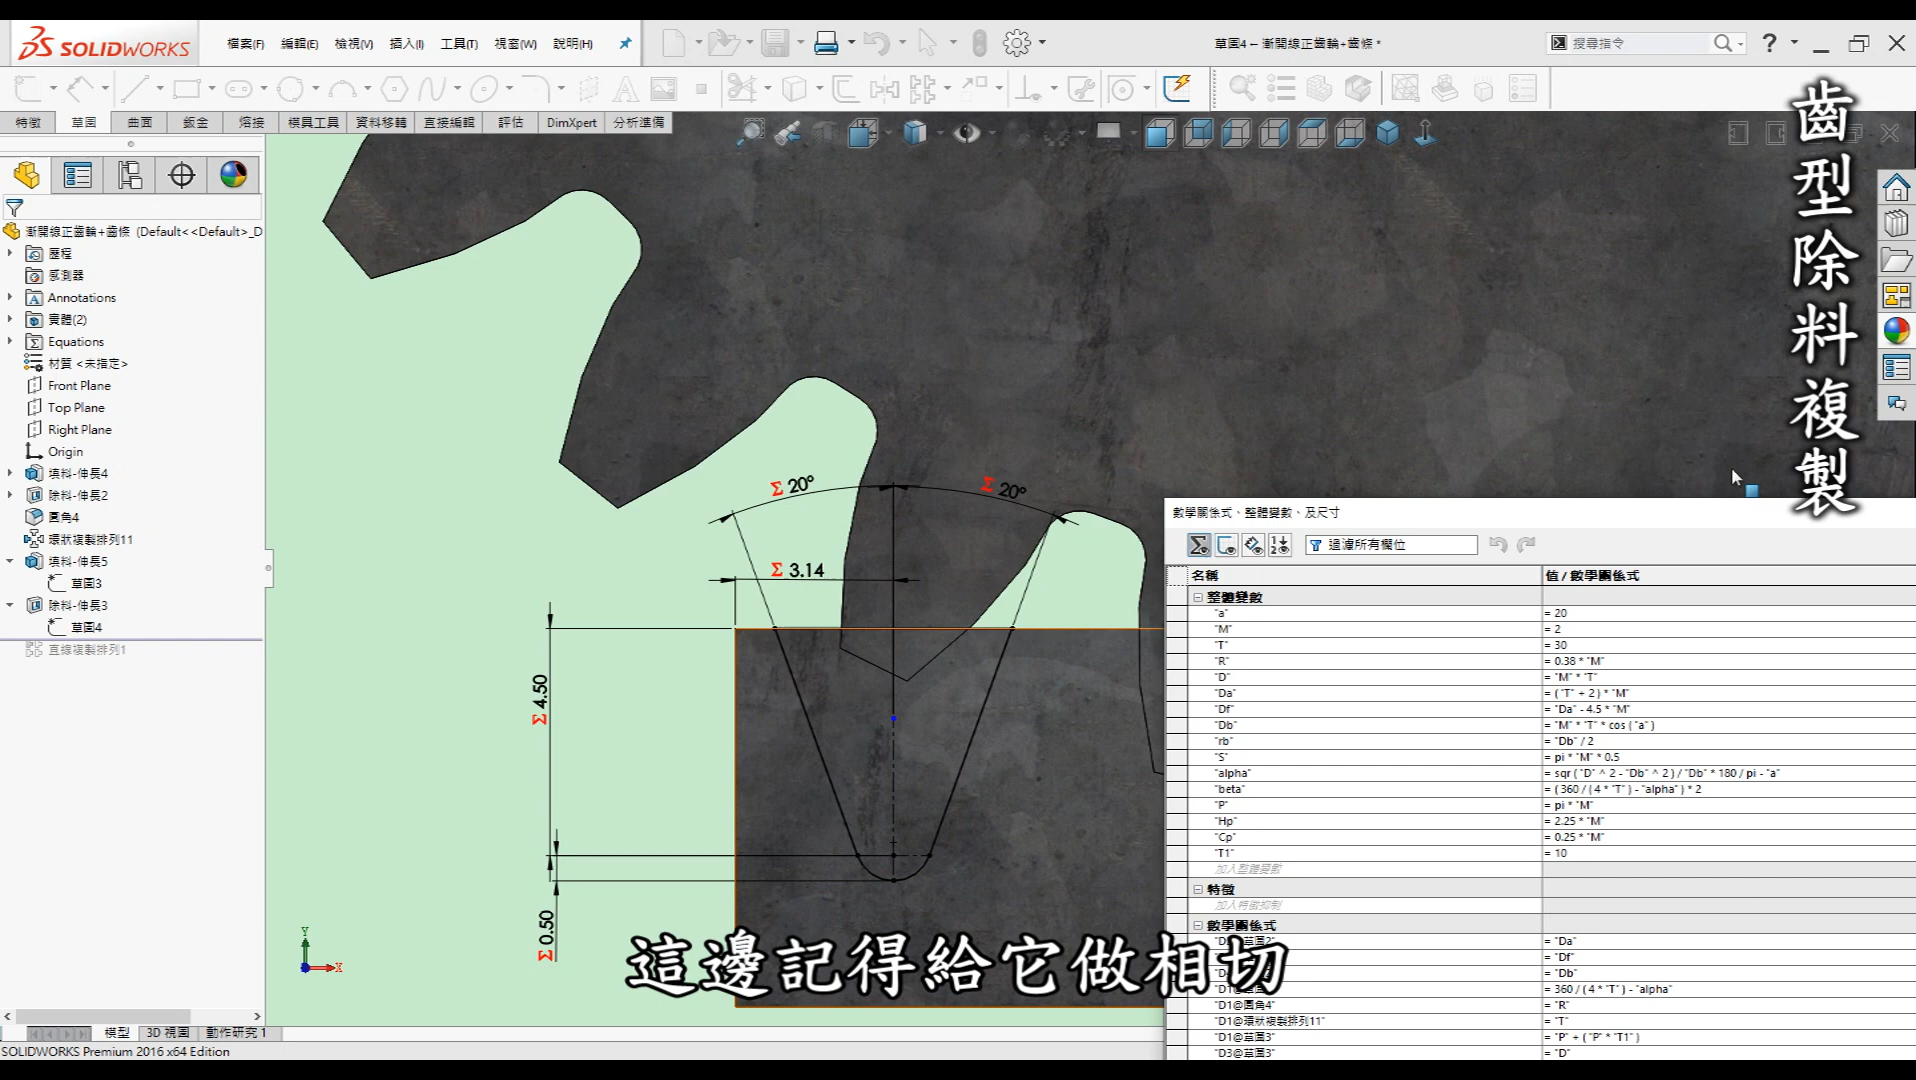 SOLIDWORKS
檔案(F)
編輯(E)
檢視(V)
插入(I)
工具(T)
視窗(W)
說明(H)
草圖4 – 漸開線正齒輪+齒條 *
搜尋指令
特徵
草圖
曲面
鈑金
熔接
模具工具
資料移轉
直接編輯
評估
DimXpert
分析準備
漸開線正齒輪+齒條 (Default<<Default>_D
歷程
感測器
Annotations
實體(2)
Equations
材質 <未指定>
Front Plane
Top Plane
Right Plane
Origin
填料-伸長4
除料-伸長2
圓角4
環狀複製排列11
填料-伸長5
草圖3
除料-伸長3
草圖4
直線複製排列1
齒型除料複製
Σ 20°
Σ 20°
Σ 3.14
Σ 4.50
Σ 0.50
Y
X
數學關係式、整體變數、及尺寸
過濾所有欄位
名稱
值 / 數學關係式
整體變數
"a" = 20
"M" = 2
"T" = 30
"R" = 0.38 * "M"
"D" = "M" * "T"
"Da" = ( "T" + 2 ) * "M"
"Df" = "Da" - 4.5 * "M"
"Db" = "M" * "T" * cos ( "a" )
"rb" = "Db" / 2
"S" = pi * "M" * 0.5
"alpha" = sqr ( "D" ^ 2 - "Db" ^ 2 ) / "Db" * 180 / pi - "a"
"beta" = ( 360 / ( 4 * "T" ) - "alpha" ) * 2
"P" = pi * "M"
"Hp" = 2.25 * "M"
"Cp" = 0.25 * "M"
"T1" = 10
加入整體變數
特徵
加入特徵抑制
數學關係式
= "Da"
= "Df"
= "Db"
= 360 / ( 4 * "T" ) - "alpha"
"D1@圓角4" = "R"
"D1@環狀複製排列11" = "T"
"D1@草圖3" = "P" + ( "P" * "T1" )
"D3@草圖3" = "D"
這邊記得給它做相切
模型
3D 視圖
動作研究 1
SOLIDWORKS Premium 2016 x64 Edition